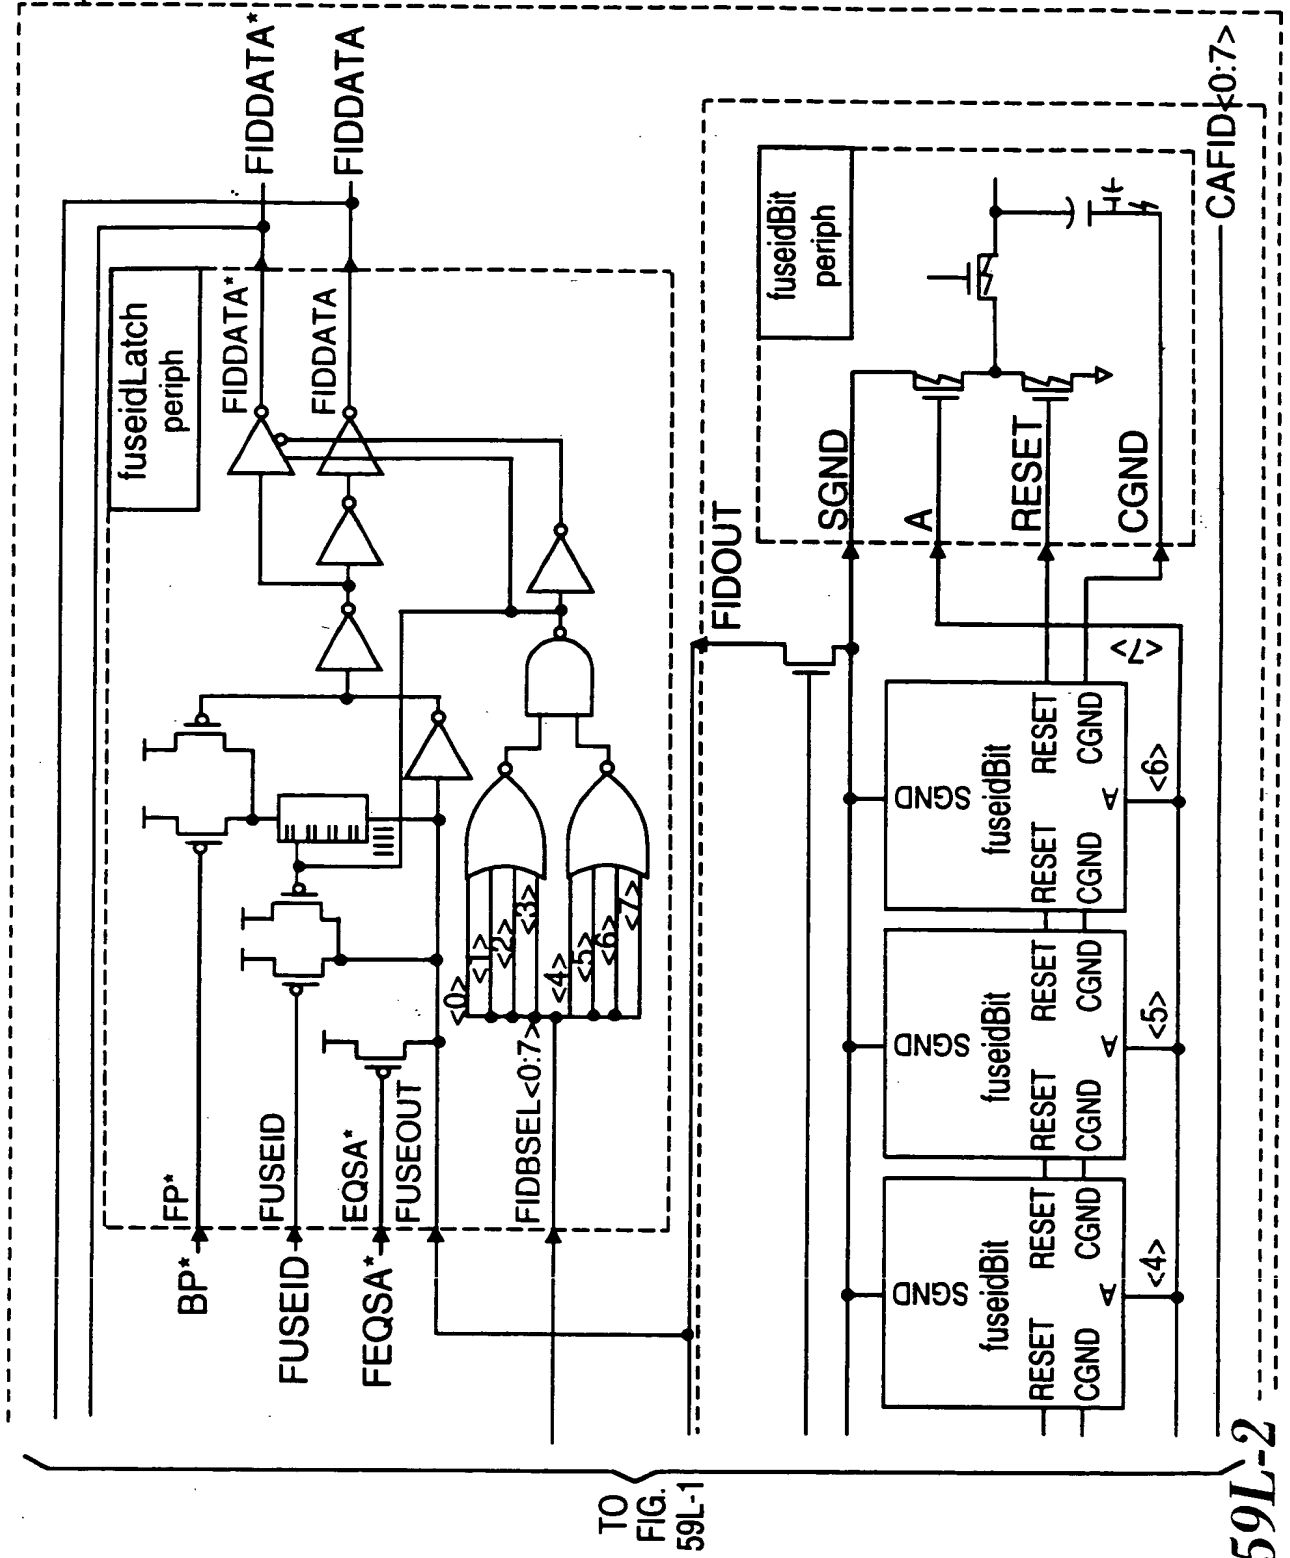 FIDDATA*
FIDDATA
fuseidLatch
periph
FIDDATA*
FIDDATA
BP*
FP*
FUSEID
FUSEID
FEQSA*
EQSA*
FUSEOUT
FIDBSEL<0:7>
<0>
<1>
<2>
<3>
<4>
<5>
<6>
<7>
FIDOUT
fuseidBit
periph
SGND
A
RESET
CGND
<7>
SGND
fuseidBit
RESET
RESET
CGND
CGND
A
<4>
SGND
fuseidBit
RESET
RESET
CGND
CGND
A
<5>
SGND
fuseidBit
RESET
RESET
CGND
CGND
A
<6>
CAFID<0:7>
TO
FIG.
59L-1
59L-2